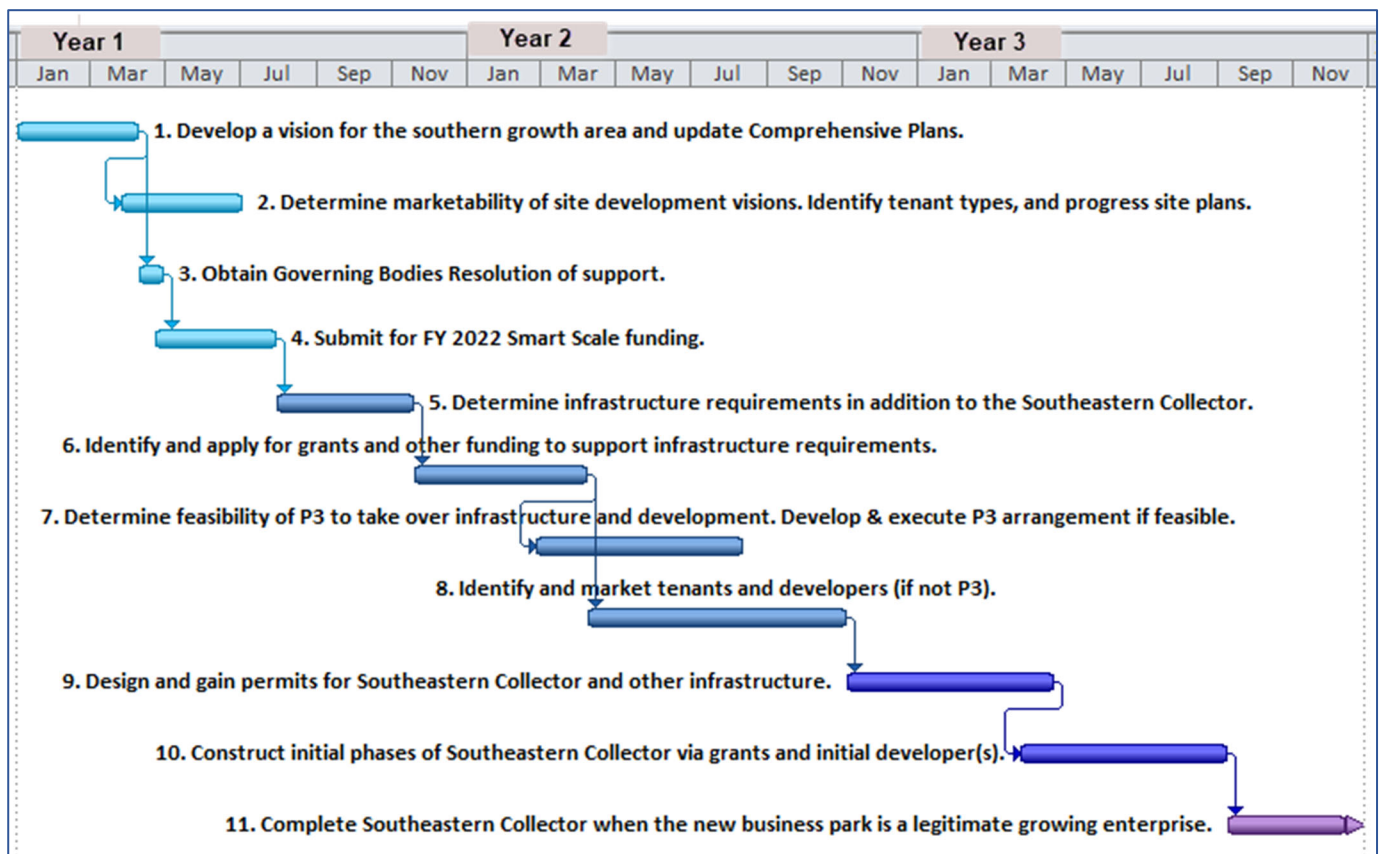 Year 1 Year 2 Year 3
Jan Mar May Jul Sep Nov Jan Mar May Jul Sep Nov Jan Mar May Jul Sep Nov
1. Develop a vision for the southern growth area and update Comprehensive Plans.
2. Determine marketability of site development visions. Identify tenant types, and progress site plans.
3. Obtain Governing Bodies Resolution of support.
4. Submit for FY 2022 Smart Scale funding.
5. Determine infrastructure requirements in addition to the Southeastern Collector.
6. Identify and apply for grants and other funding to support infrastructure requirements.
7. Determine feasibility of P3 to take over infrastructure and development. Develop & execute P3 arrangement if feasible.
8. Identify and market tenants and developers (if not P3).
9. Design and gain permits for Southeastern Collector and other infrastructure.
10. Construct initial phases of Southeastern Collector via grants and initial developer(s).
11. Complete Southeastern Collector when the new business park is a legitimate growing enterprise.